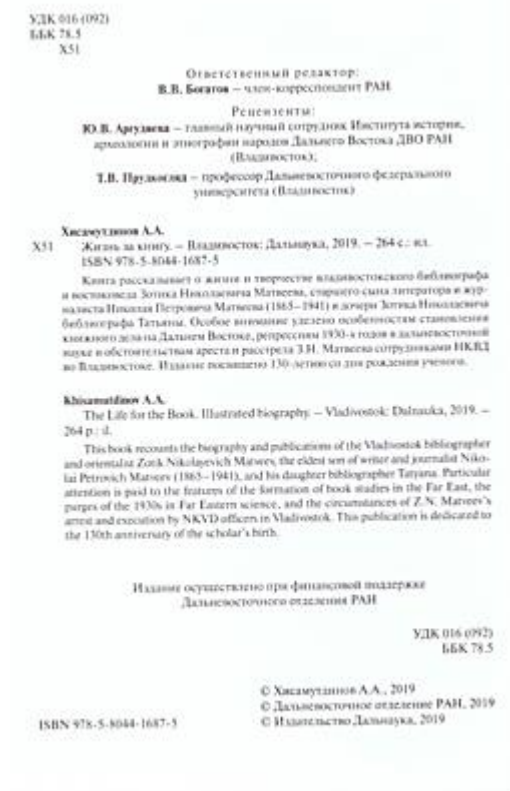 УДК 016 (092)
ББК 78.5
Х51
Ответственный редактор:
В.В. Богатов – член-корреспондент РАН
Рецензенты:
Ю.В. Аргудяева – главный научный сотрудник Института истории,
археологии и этнографии народов Дальнего Востока ДВО РАН
(Владивосток);
Т.В. Прудкогляд – профессор Дальневосточного федерального
университета (Владивосток)
Хисамутдинов А.А.
Х51 Жизнь за книгу. – Владивосток: Дальнаука, 2019. – 264 с.: ил.
ISBN 978-5-8044-1687-5
Книга рассказывает о жизни и творчестве владивостокского библиографа
и востоковеда Зотика Николаевича Матвеева, старшего сына литератора и жур-
налиста Николая Петровича Матвеева (1865–1941) и дочери Зотика Николаевича
библиографа Татьяны. Особое внимание уделено особенностям становления
книжного дела на Дальнем Востоке, репрессиям 1930-х годов в дальневосточной
науке и обстоятельствам ареста и расстрела З.Н. Матвеева сотрудниками НКВД
во Владивостоке. Издание посвящено 130-летию со дня рождения ученого.
Khisamutdinov A.A.
The Life for the Book. Illustrated biography. – Vladivostok: Dalnauka, 2019. –
264 p.: il.
This book recounts the biography and publications of the Vladivostok bibliographer
and orientalist Zotik Nikolayevich Matveev, the eldest son of writer and journalist Niko-
lai Petrovich Matveev (1865–1941), and his daughter bibliographer Tatyana. Particular
attention is paid to the features of the formation of book studies in the Far East, the
purges of the 1930s in Far Eastern science, and the circumstances of Z.N. Matveev's
arrest and execution by NKVD officers in Vladivostok. This publication is dedicated to
the 130th anniversary of the scholar's birth.
Издание осуществлено при финансовой поддержке
Дальневосточного отделения РАН
УДК 016 (092)
ББК 78.5
© Хисамутдинов А.А., 2019
© Дальневосточное отделение РАН, 2019
ISBN 978-5-8044-1687-5 © Издательство Дальнаука, 2019